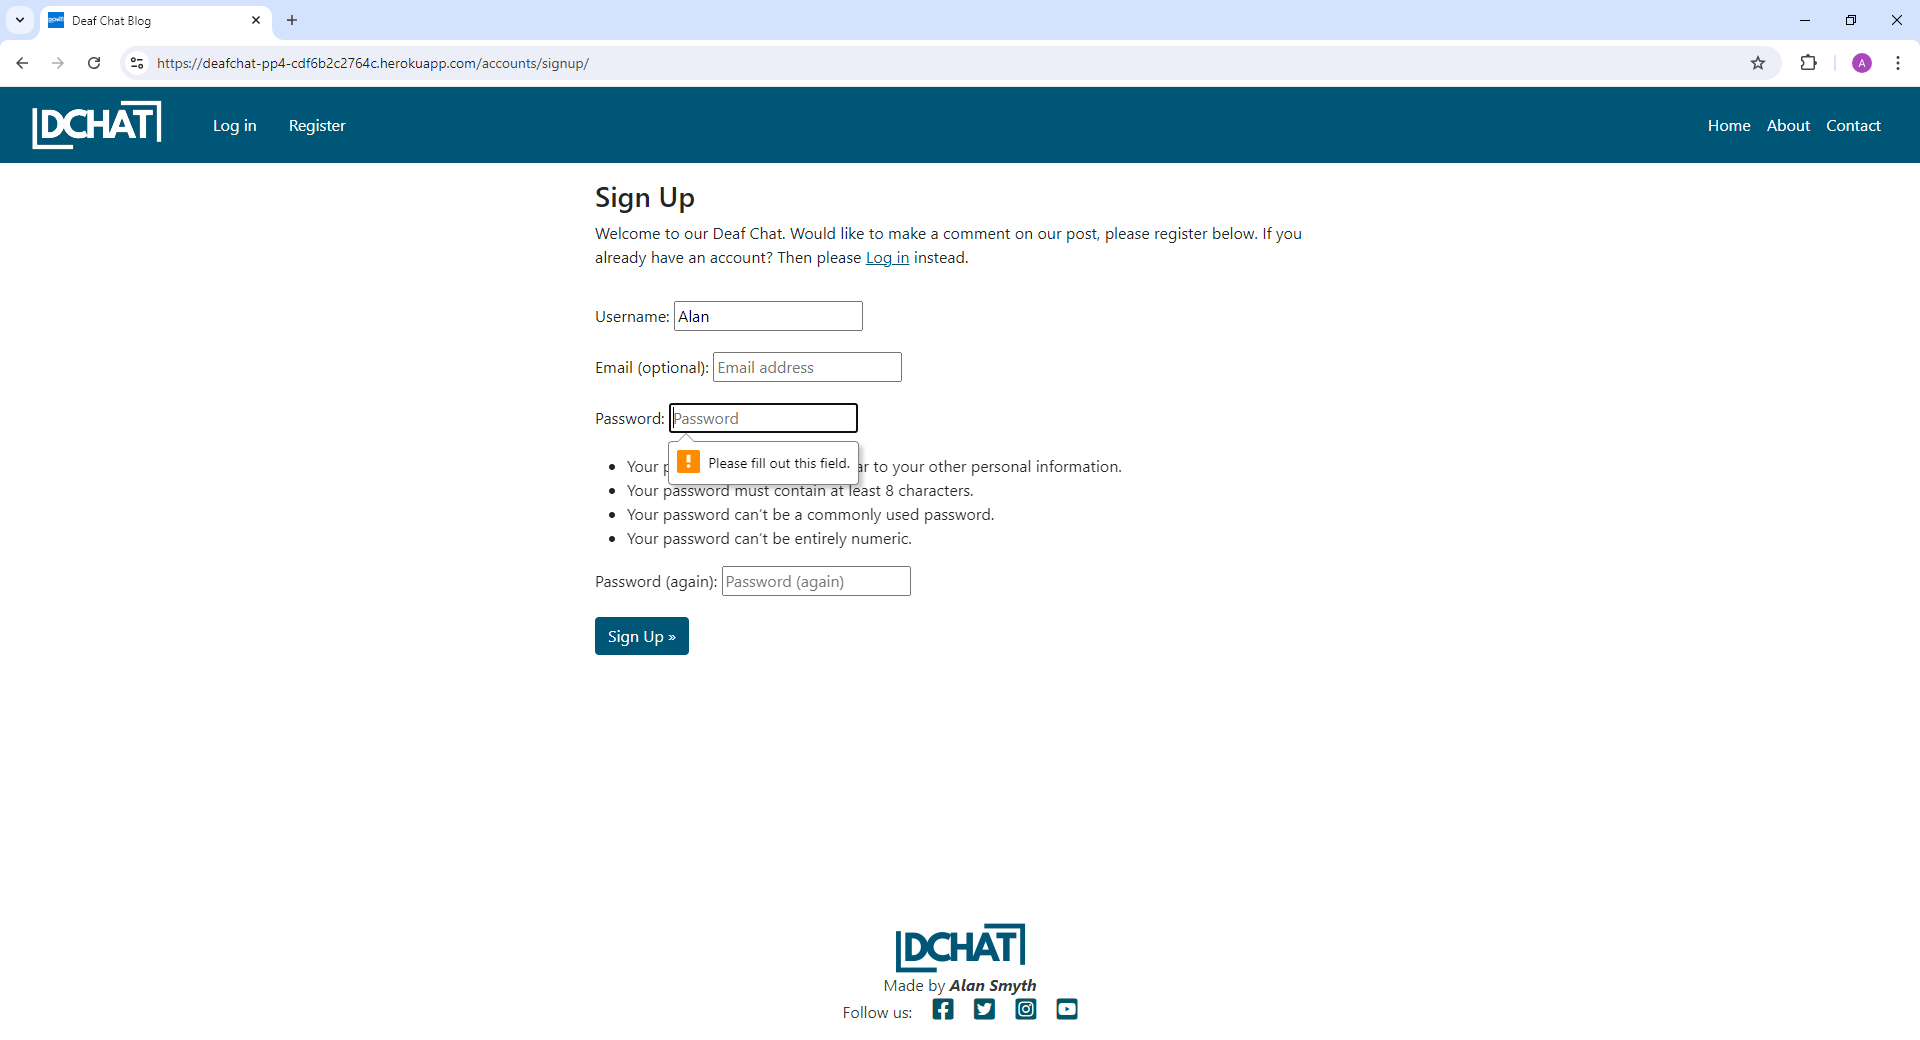 Deaf Chat Blog
https://deafchat-pp4-cdf6b2c2764c.herokuapp.com/accounts/signup/
A
DCHAT
Log in
Register
Home
About
Contact
Sign Up
Welcome to our Deaf Chat. Would like to make a comment on our post, please register below. If you
already have an account? Then please Log in instead.
Username: Alan
Email (optional): Email address
Password: Password
Please fill out this field.
Your p
ar to your other personal information.
Your password must contain at least 8 characters.
Your password can’t be a commonly used password.
Your password can’t be entirely numeric.
Password (again): Password (again)
Sign Up »
DCHAT
Made by Alan Smyth
Follow us: